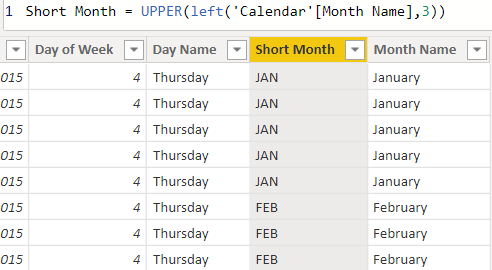 1 Short Month = UPPER(left('Calendar'[Month Name],3))
Day of Week Day Name Short Month Month Name
015 4 Thursday JAN January
015 4 Thursday JAN January
015 4 Thursday JAN January
015 4 Thursday JAN January
015 4 Thursday JAN January
015 4 Thursday FEB February
015 4 Thursday FEB February
015 4 Thursday FEB February